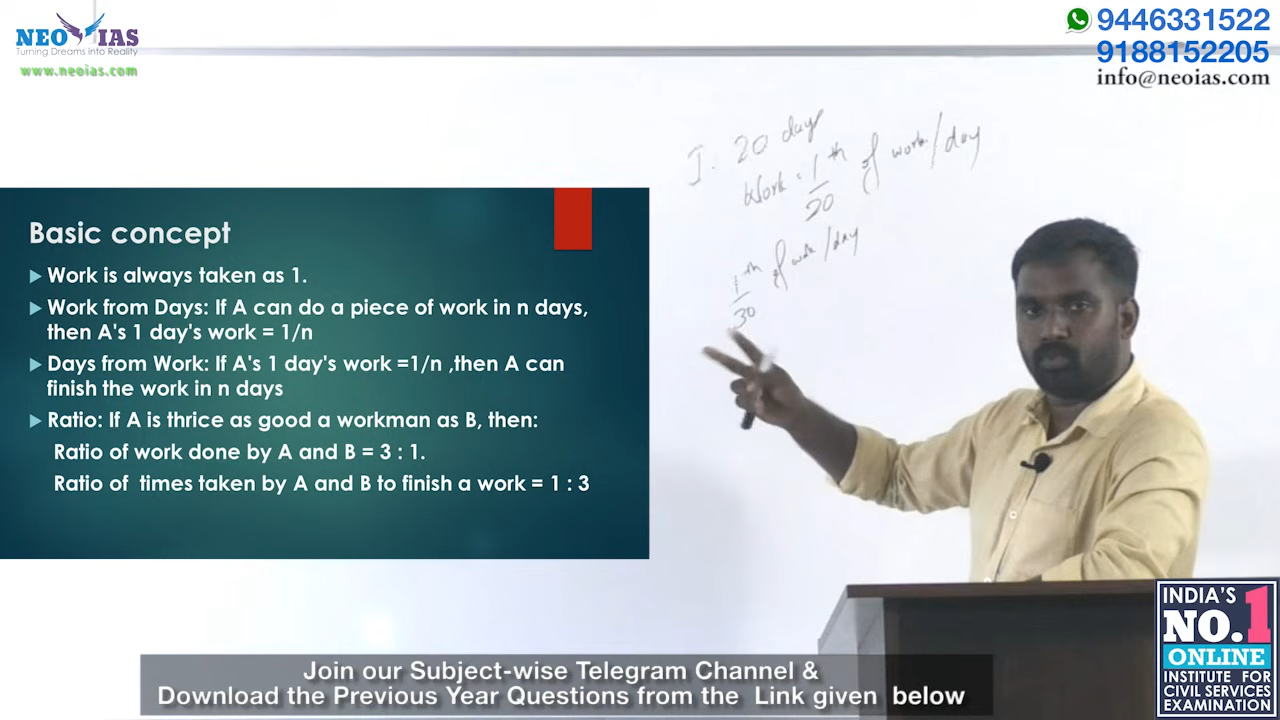 NEO IAS
Turning Dreams into Reality
www.neoias.com
9446331522
9188152205
info@neoias.com
I. 20 days
Work = 1/20 th of work/day
1/30 th of work/day
Basic concept
Work is always taken as 1.
Work from Days: If A can do a piece of work in n days,
then A's 1 day's work = 1/n
Days from Work: If A's 1 day's work =1/n ,then A can
finish the work in n days
Ratio: If A is thrice as good a workman as B, then:
Ratio of work done by A and B = 3 : 1.
Ratio of times taken by A and B to finish a work = 1 : 3
INDIA'S
NO.1
ONLINE
INSTITUTE FOR
CIVIL SERVICES
EXAMINATION
Join our Subject-wise Telegram Channel &
Download the Previous Year Questions from the Link given below